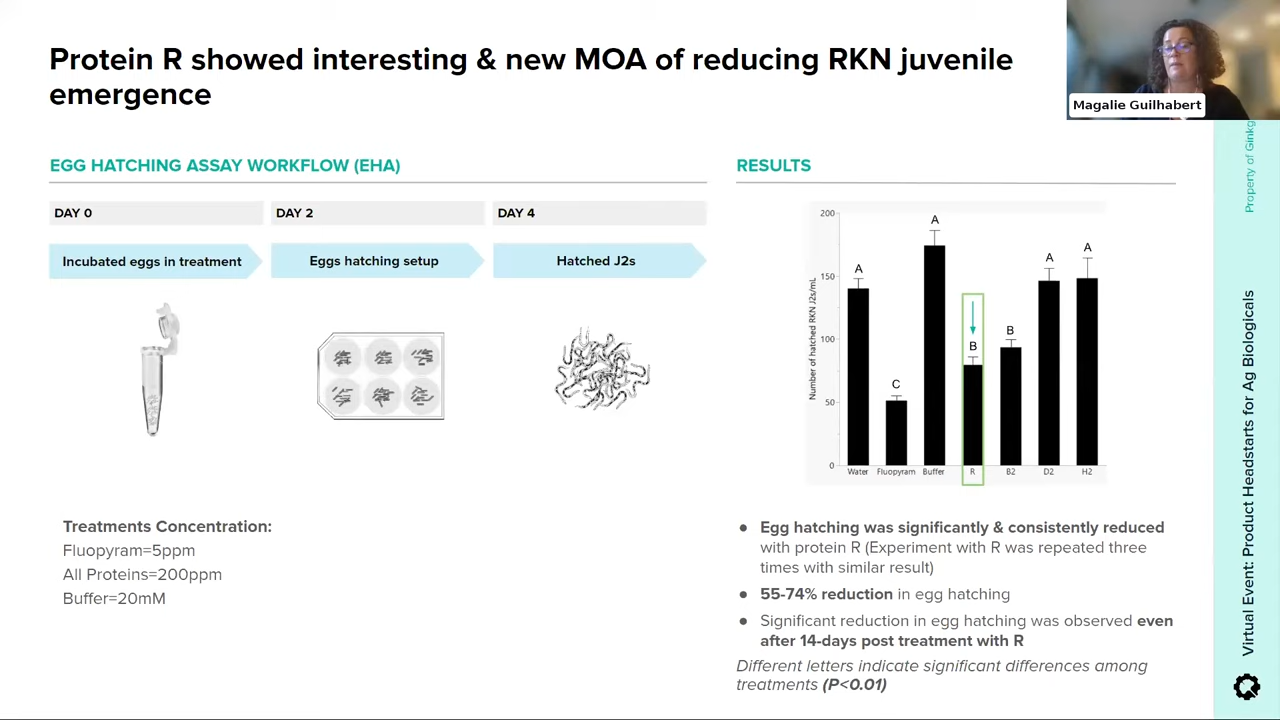 Protein R showed interesting & new MOA of reducing RKN juvenile
emergence
Magalie Guilhabert
EGG HATCHING ASSAY WORKFLOW (EHA)
DAY 0
DAY 2
DAY 4
Incubated eggs in treatment
Eggs hatching setup
Hatched J2s
Treatments Concentration:
Fluopyram=5ppm
All Proteins=200ppm
Buffer=20mM
RESULTS
Number of hatched RKN J2s/mL
200
150
100
50
0
A
C
A
B
B
A
A
Water
Fluopyram
Buffer
R
B2
D2
H2
● Egg hatching was significantly & consistently reduced
with protein R (Experiment with R was repeated three
times with similar result)
● 55-74% reduction in egg hatching
● Significant reduction in egg hatching was observed even
after 14-days post treatment with R
Different letters indicate significant differences among
treatments (P<0.01)
Property of
Virtual Event: Product Headstarts for Ag Biologicals